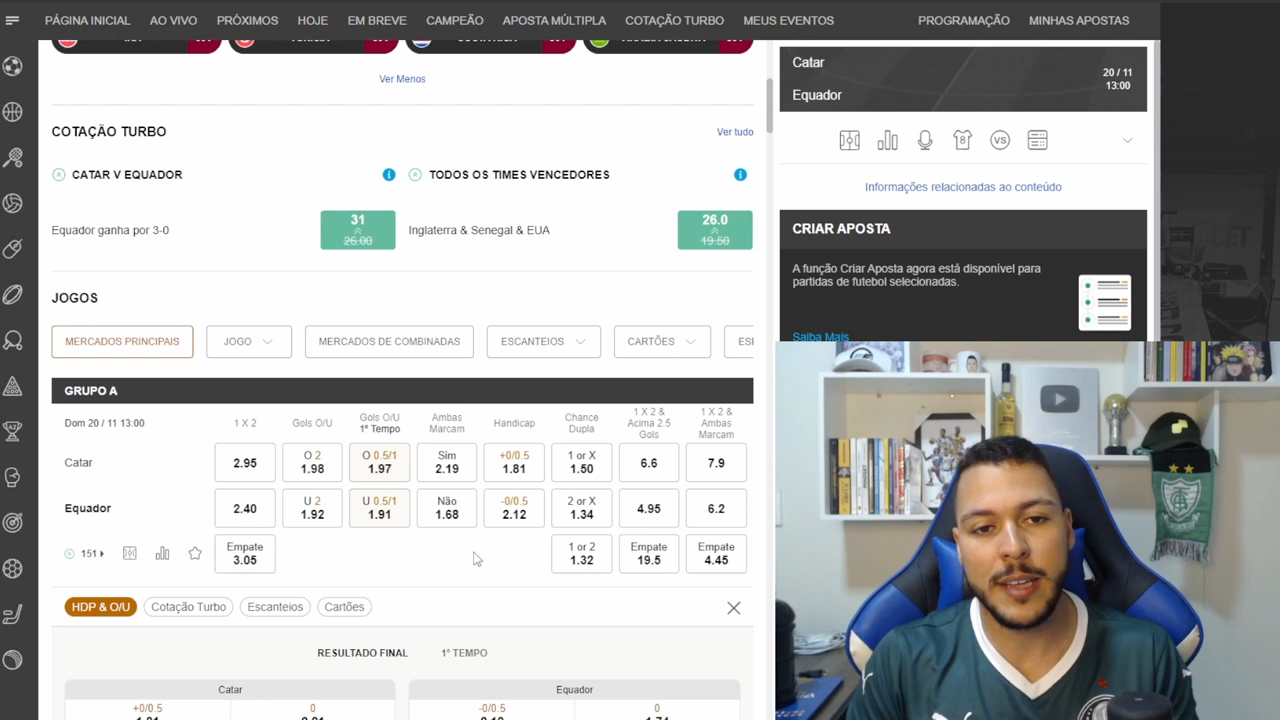 PÁGINA INICIAL AO VIVO PRÓXIMOS HOJE EM BREVE CAMPEÃO APOSTA MÚLTIPLA COTAÇÃO TURBO MEUS EVENTOS PROGRAMAÇÃO MINHAS APOSTAS
Ver Menos
COTAÇÃO TURBO Ver tudo
CATAR V EQUADOR
Equador ganha por 3-0
31
26.00
TODOS OS TIMES VENCEDORES
Inglaterra & Senegal & EUA
26.0
19.50
JOGOS
MERCADOS PRINCIPAIS JOGO MERCADOS DE COMBINADAS ESCANTEIOS CARTÕES
GRUPO A
Dom 20 / 11 13:00
1 X 2
Gols O/U
Gols O/U
1º Tempo
Ambas
Marcam
Handicap
Chance
Dupla
1 X 2 &
Acima 2.5
Gols
1 X 2 &
Ambas
Marcam
Catar
2.95
O 2
1.98
O 0.5/1
1.97
Sim
2.19
+0/0.5
1.81
1 or X
1.50
6.6
7.9
Equador
2.40
U 2
1.92
U 0.5/1
1.91
Não
1.68
-0/0.5
2.12
2 or X
1.34
4.95
6.2
151
Empate
3.05
1 or 2
1.32
Empate
19.5
Empate
4.45
HDP & O/U Cotação Turbo Escanteios Cartões
RESULTADO FINAL 1º TEMPO
Catar Equador
+0/0.5 0 -0/0.5 0
Catar
Equador
20 / 11
13:00
8
VS
Informações relacionadas ao conteúdo
CRIAR APOSTA
A função Criar Aposta agora está disponível para
partidas de futebol selecionadas.
Saiba Mais